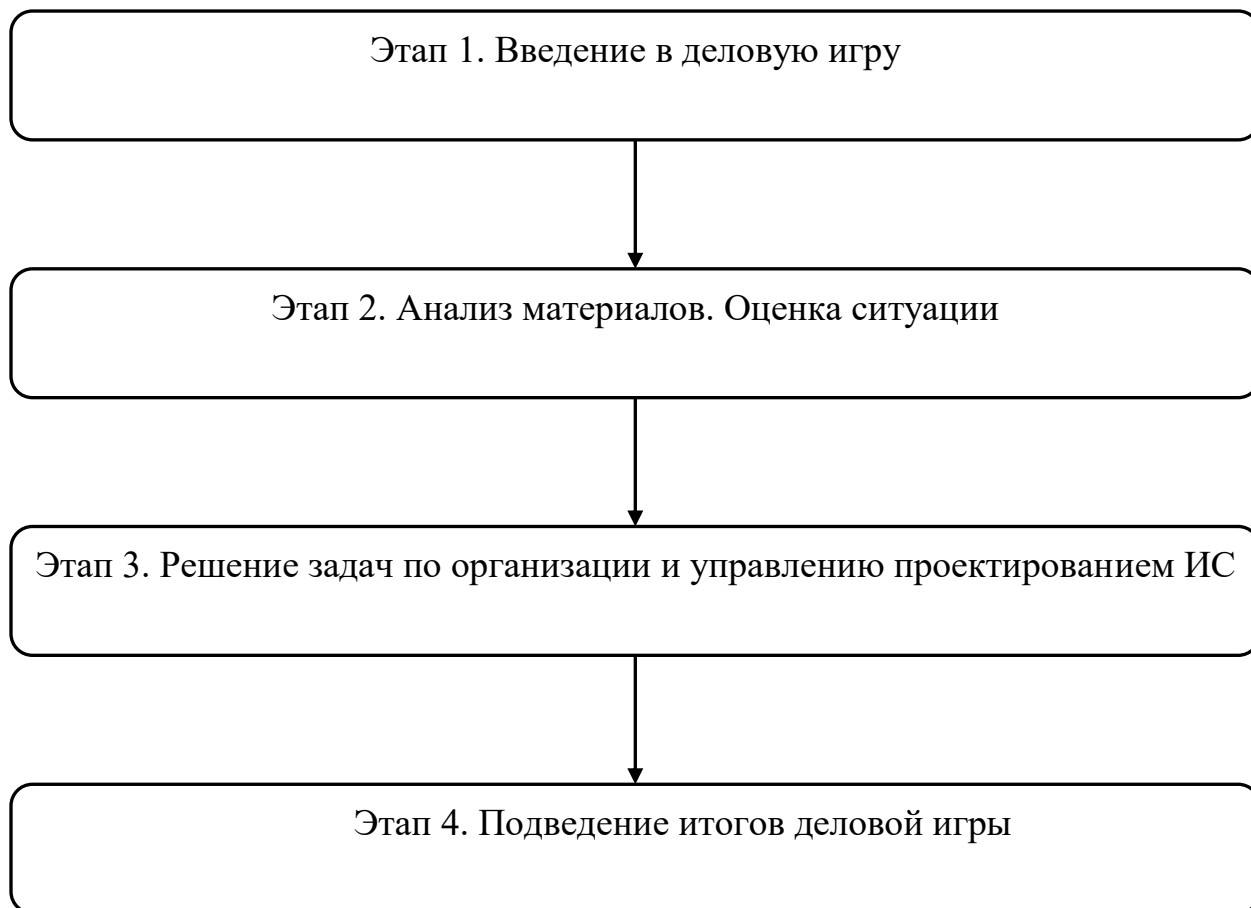 Этап 1. Введение в деловую игру
Этап 2. Анализ материалов. Оценка ситуации
Этап 3. Решение задач по организации и управлению проектированием ИС
Этап 4. Подведение итогов деловой игры